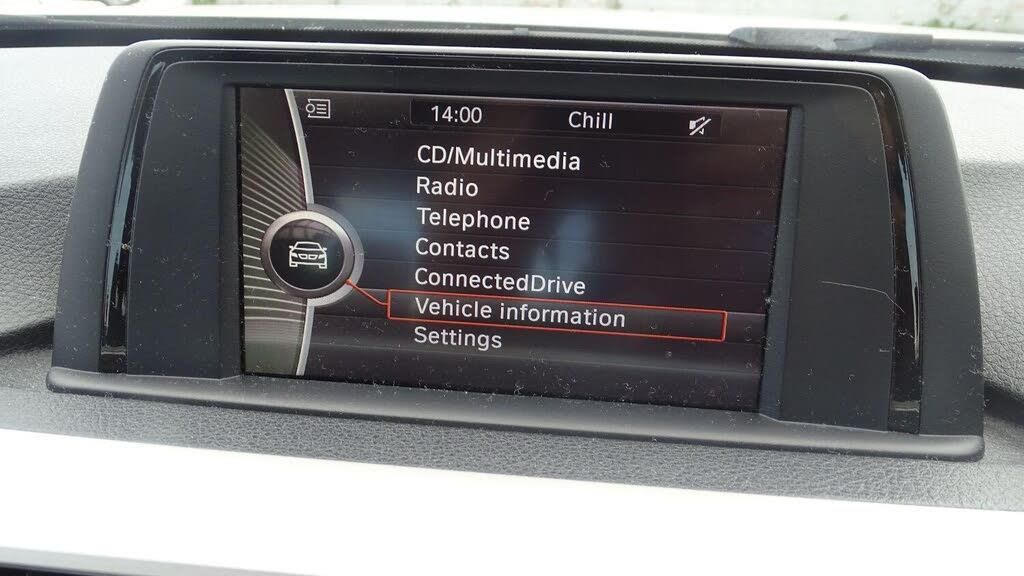 14:00 Chill
CD/Multimedia
Radio
Telephone
Contacts
ConnectedDrive
Vehicle information
Settings